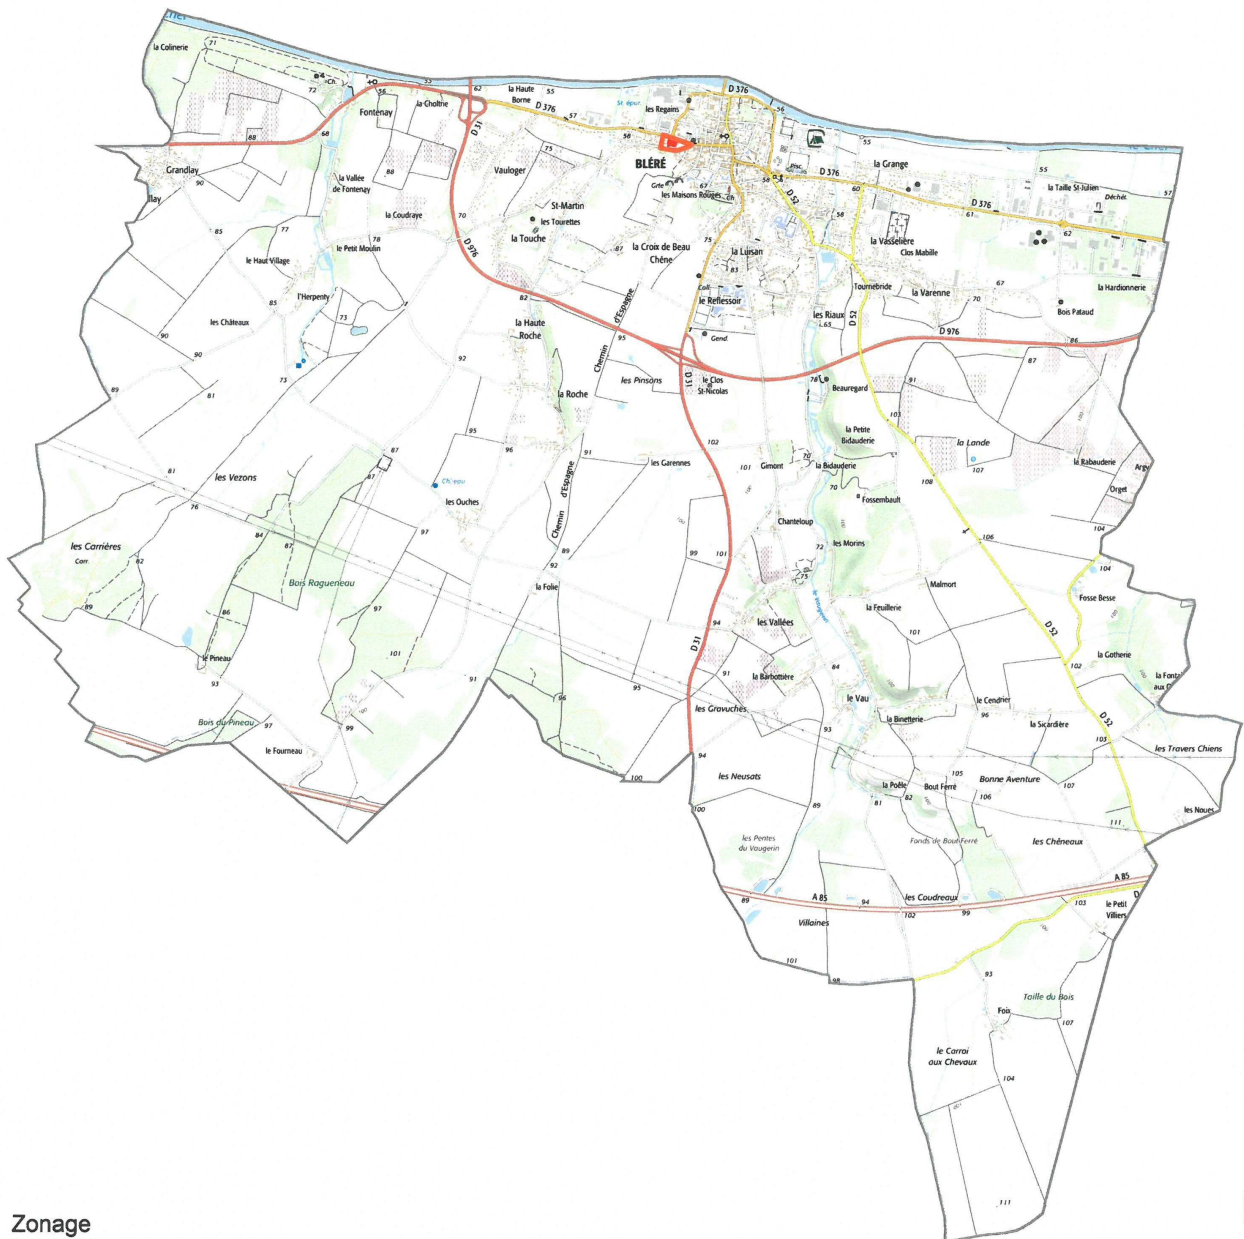 la Colinerie
71
Ch.
72
56
55
62
Fontenay
la Choltrie
la Haute
Borne
55
D 376
57
St. épur.
les Regains
D 376
56
58
BLÉRÉ
Pisc.
55
la Grange
88
68
Grandlay
90
la Vallée
de Fontenay
88
D 31
Vauloger
75
St-Martin
les Tourettes
la Touche
67
les Maisons Rouges
Ch
58
D 52
D 376
60
55
la Taille St-Julien
Déchèt.
57
D 376
61
62
la Coudraye
70
85
77
78
le Petit Moulin
le Haut Village
D 976
87
la Croix de Beau
Chêne
75
la Lursan
83
58
la Vasselière
Clos Mabille
67
la Hardionnerie
l'Herpenty
85
73
82
Coll.
le Réflessoir
Tournebride
la Varenne
70
Bois Pataud
les Châteaux
90
90
la Haute
Roche
Chemin
d'Espagne
95
Gend.
les Riaux
65
D 52
D 976
86
87
92
73
89
81
les Pinsons
D 31
le Clos
St-Nicolas
78
Beauregard
91
la Roche
103
95
96
91
102
la Petite
Bidauderie
la Lande
107
la Rabauderie
81
87
87
les Vezons
76
les Garennes
101
Gimont
70
la Bidauderie
70
108
Orget
les Ouches
Chemin
d'Espagne
Fossembault
104
84
97
Chanteloup
les Morins
106
les Carrières
Carr.
82
87
99
101
89
92
72
75
104
Bois Ragueneau
la Folie
Malmort
Fosse Besse
89
86
97
la Feuillerie
101
94
les Vallées
D 52
le Pineau
101
D 31
la Gotherie
102
93
91
95
91
la Barbottière
84
96
le Vau
le Cendrier
96
les Gravuches
la Binetterie
la Sicardière
D 52
Bois du Pineau
97
99
93
103
les Travers Chiens
le Fourneau
94
100
les Neusats
105
Bonne Aventure
107
la Poêle
Bout Ferré
106
100
89
81
82
les Noues
111
les Pentes
du Vaugerin
Fonds de Bout Ferré
les Chêneaux
A 85
89
A 85
94
les Coudreaux
102
99
103
le Petit
Villiers
Villaines
101
98
93
Taille du Bois
Foix
107
le Carroi
aux Chevaux
104
111
Zonage